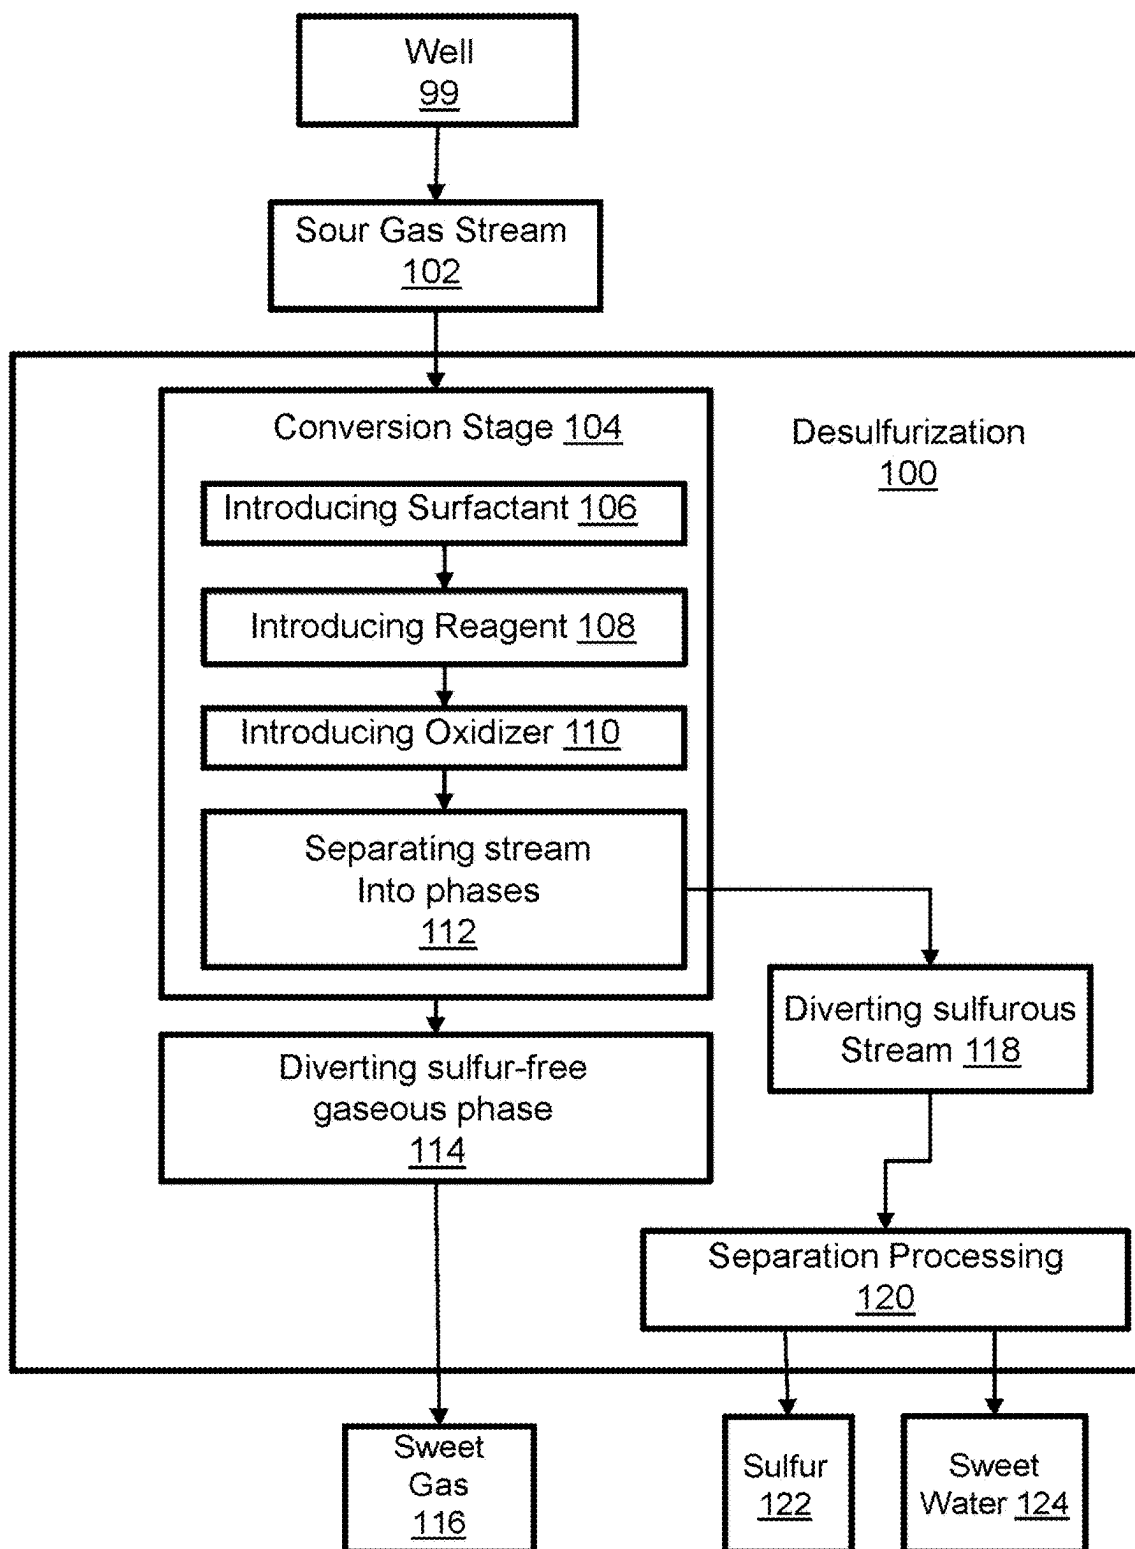 Well
99
Sour Gas Stream
102
Conversion Stage 104
Desulfurization
100
Introducing Surfactant 106
Introducing Reagent 108
Introducing Oxidizer 110
Separating stream
Into phases
112
Diverting sulfurous
Stream 118
Diverting sulfur-free
gaseous phase
114
Separation Processing
120
Sweet
Gas
116
Sulfur
122
Sweet
Water 124